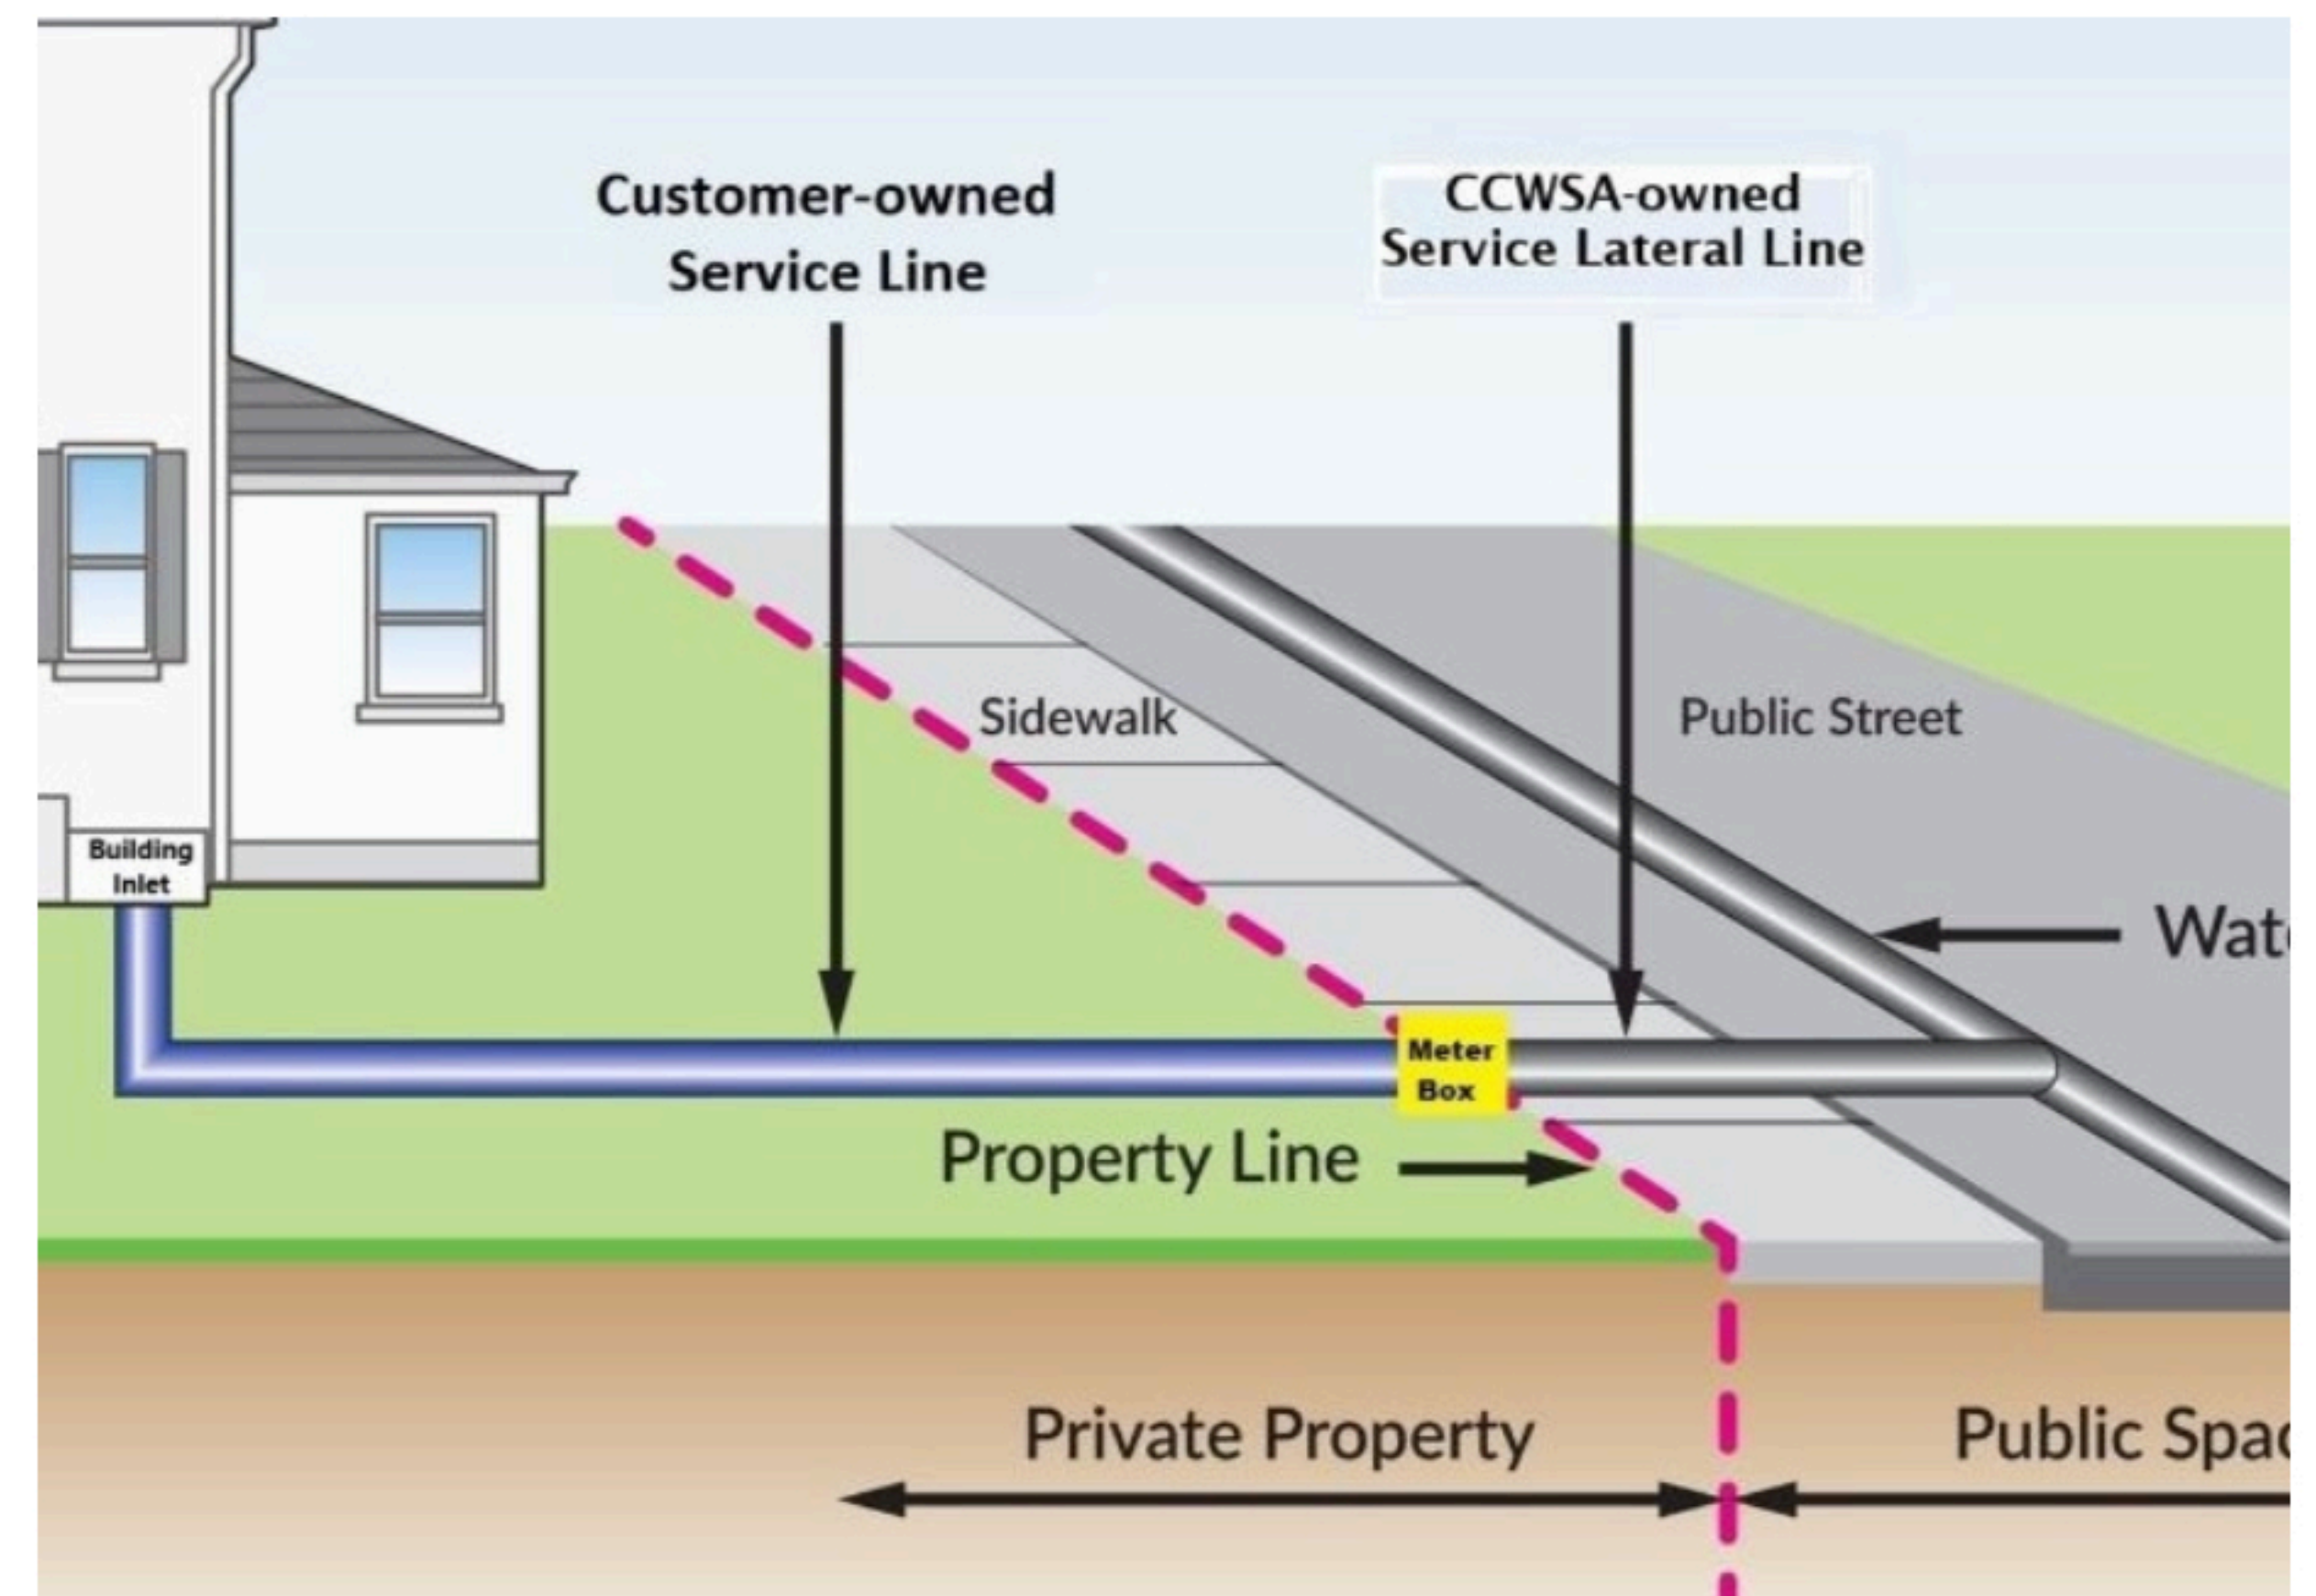 Customer-owned
Service Line
CCWSA-owned
Service Lateral Line
Sidewalk
Public Street
Building
Inlet
Meter
Box
Property Line
Private Property
Public